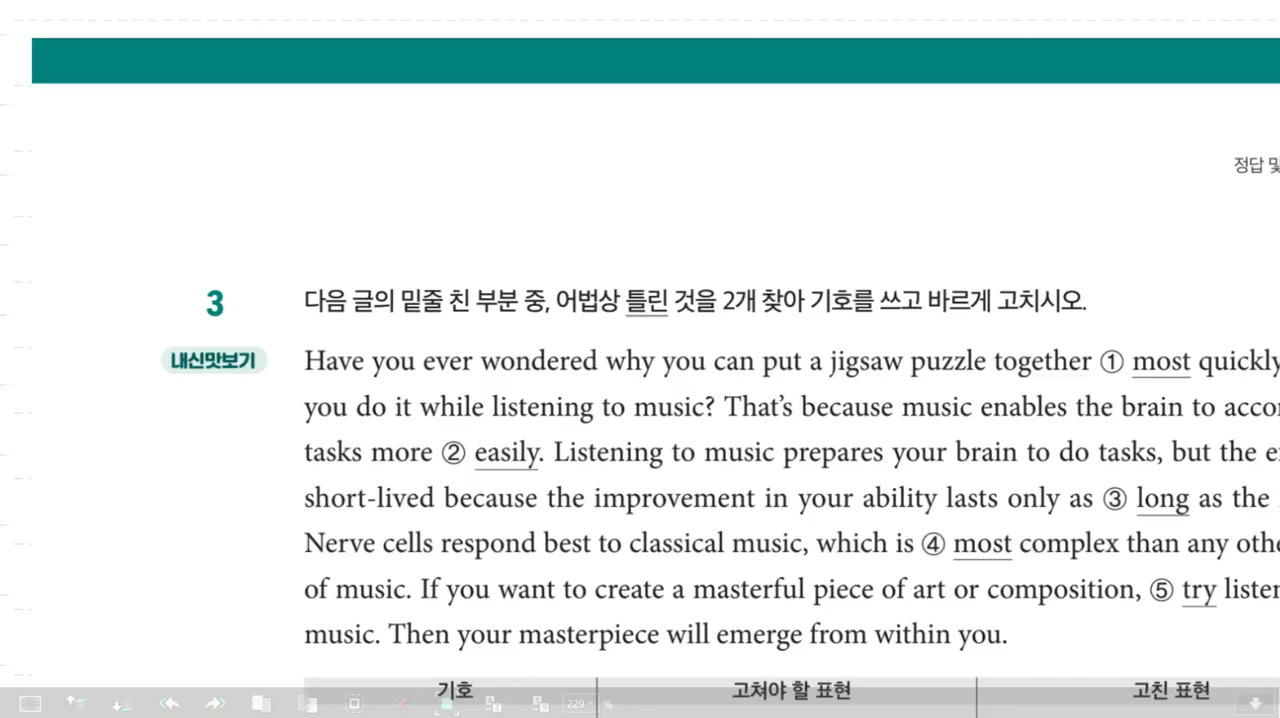 정답 및
3
다음 글의 밑줄 친 부분 중, 어법상 틀린 것을 2개 찾아 기호를 쓰고 바르게 고치시오.
내신맛보기
Have you ever wondered why you can put a jigsaw puzzle together ① most quickly
you do it while listening to music? That's because music enables the brain to
tasks more ② easily. Listening to music prepares your brain to do tasks, but the
short-lived because the improvement in your ability lasts only as ③ long as the
Nerve cells respond best to classical music, which is ④ most complex than any
of music. If you want to create a masterful piece of art or composition, ⑤ try
music. Then your masterpiece will emerge from within you.
기호 고쳐야 할 표현 고친 표현
229 %